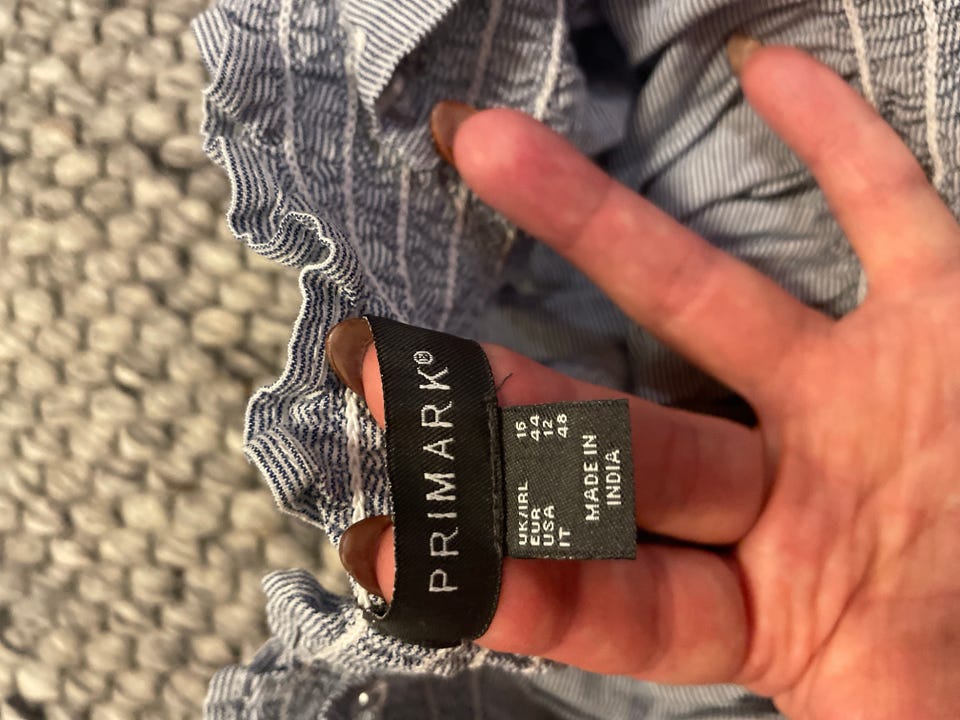 PRIMARK®
UK/IRL 16
EUR 44
USA 12
IT 48
MADE IN
INDIA